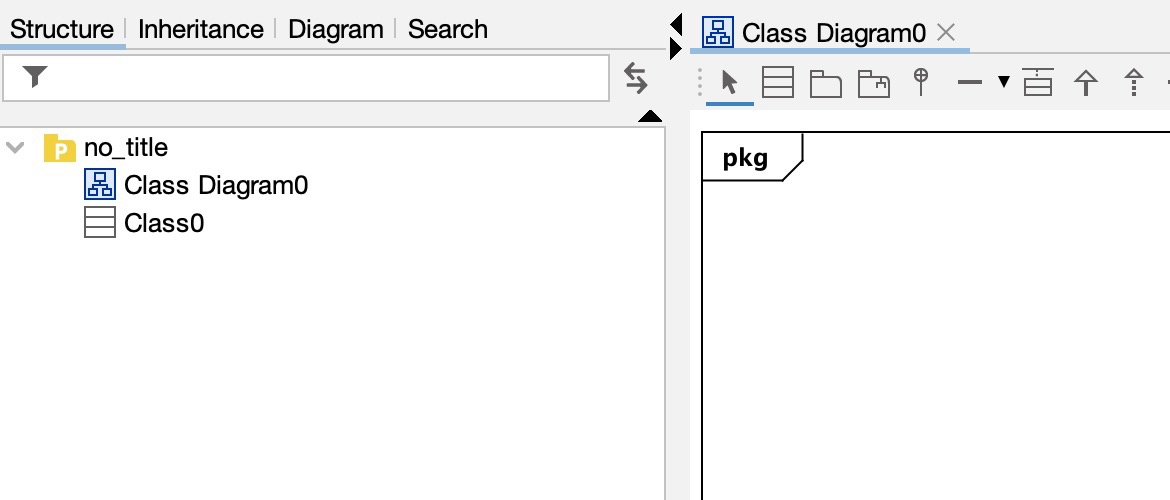 Structure Inheritance Diagram Search
Class Diagram0
P no_title
Class Diagram0
Class0
pkg